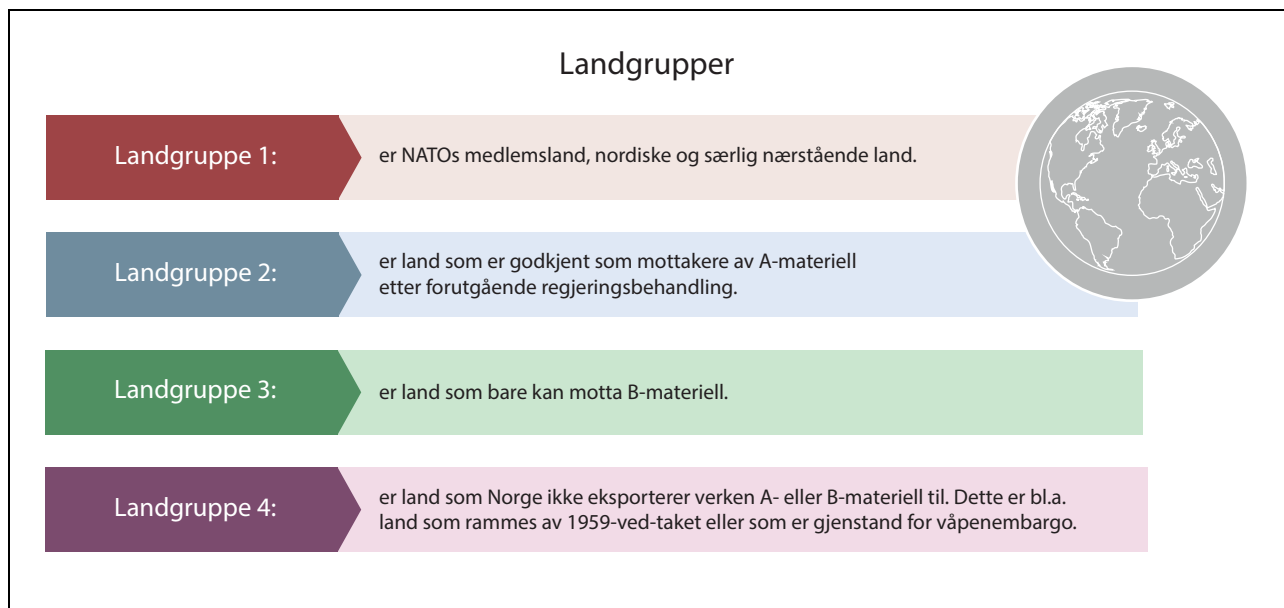 Landgrupper
Landgruppe 1:
er NATOs medlemsland, nordiske og særlig nærstående land.
Landgruppe 2:
er land som er godkjent som mottakere av A-materiell
etter forutgående regjeringsbehandling.
Landgruppe 3:
er land som bare kan motta B-materiell.
Landgruppe 4:
er land som Norge ikke eksporterer verken A- eller B-materiell til. Dette er bl.a.
land som rammes av 1959-ved-taket eller som er gjenstand for våpenembargo.